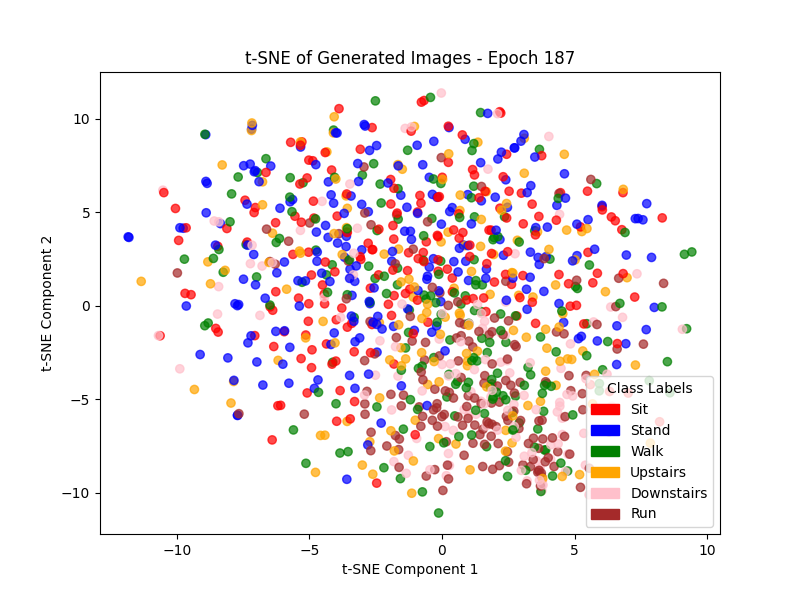 t-SNE of Generated Images - Epoch 187
t-SNE Component 2
10
5
0
−5
−10
Class Labels
Sit
Stand
Walk
Upstairs
Downstairs
Run
−10
−5
0
5
10
t-SNE Component 1